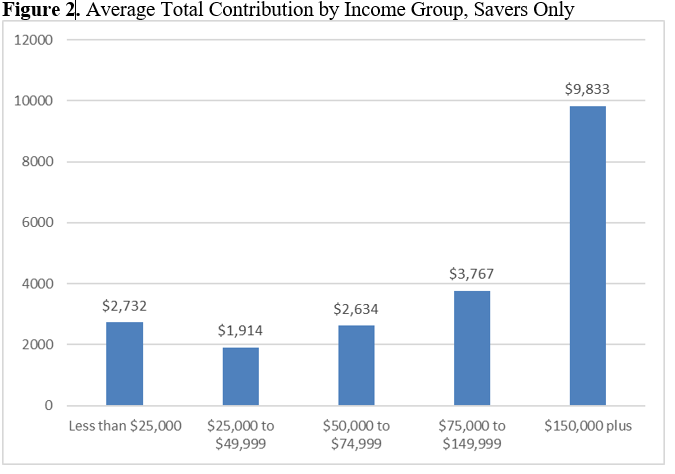 Figure 2. Average Total Contribution by Income Group, Savers Only
12000
10000
8000
6000
4000
2000
0
$2,732
$1,914
$2,634
$3,767
$9,833
Less than $25,000
$25,000 to
$49,999
$50,000 to
$74,999
$75,000 to
$149,999
$150,000 plus